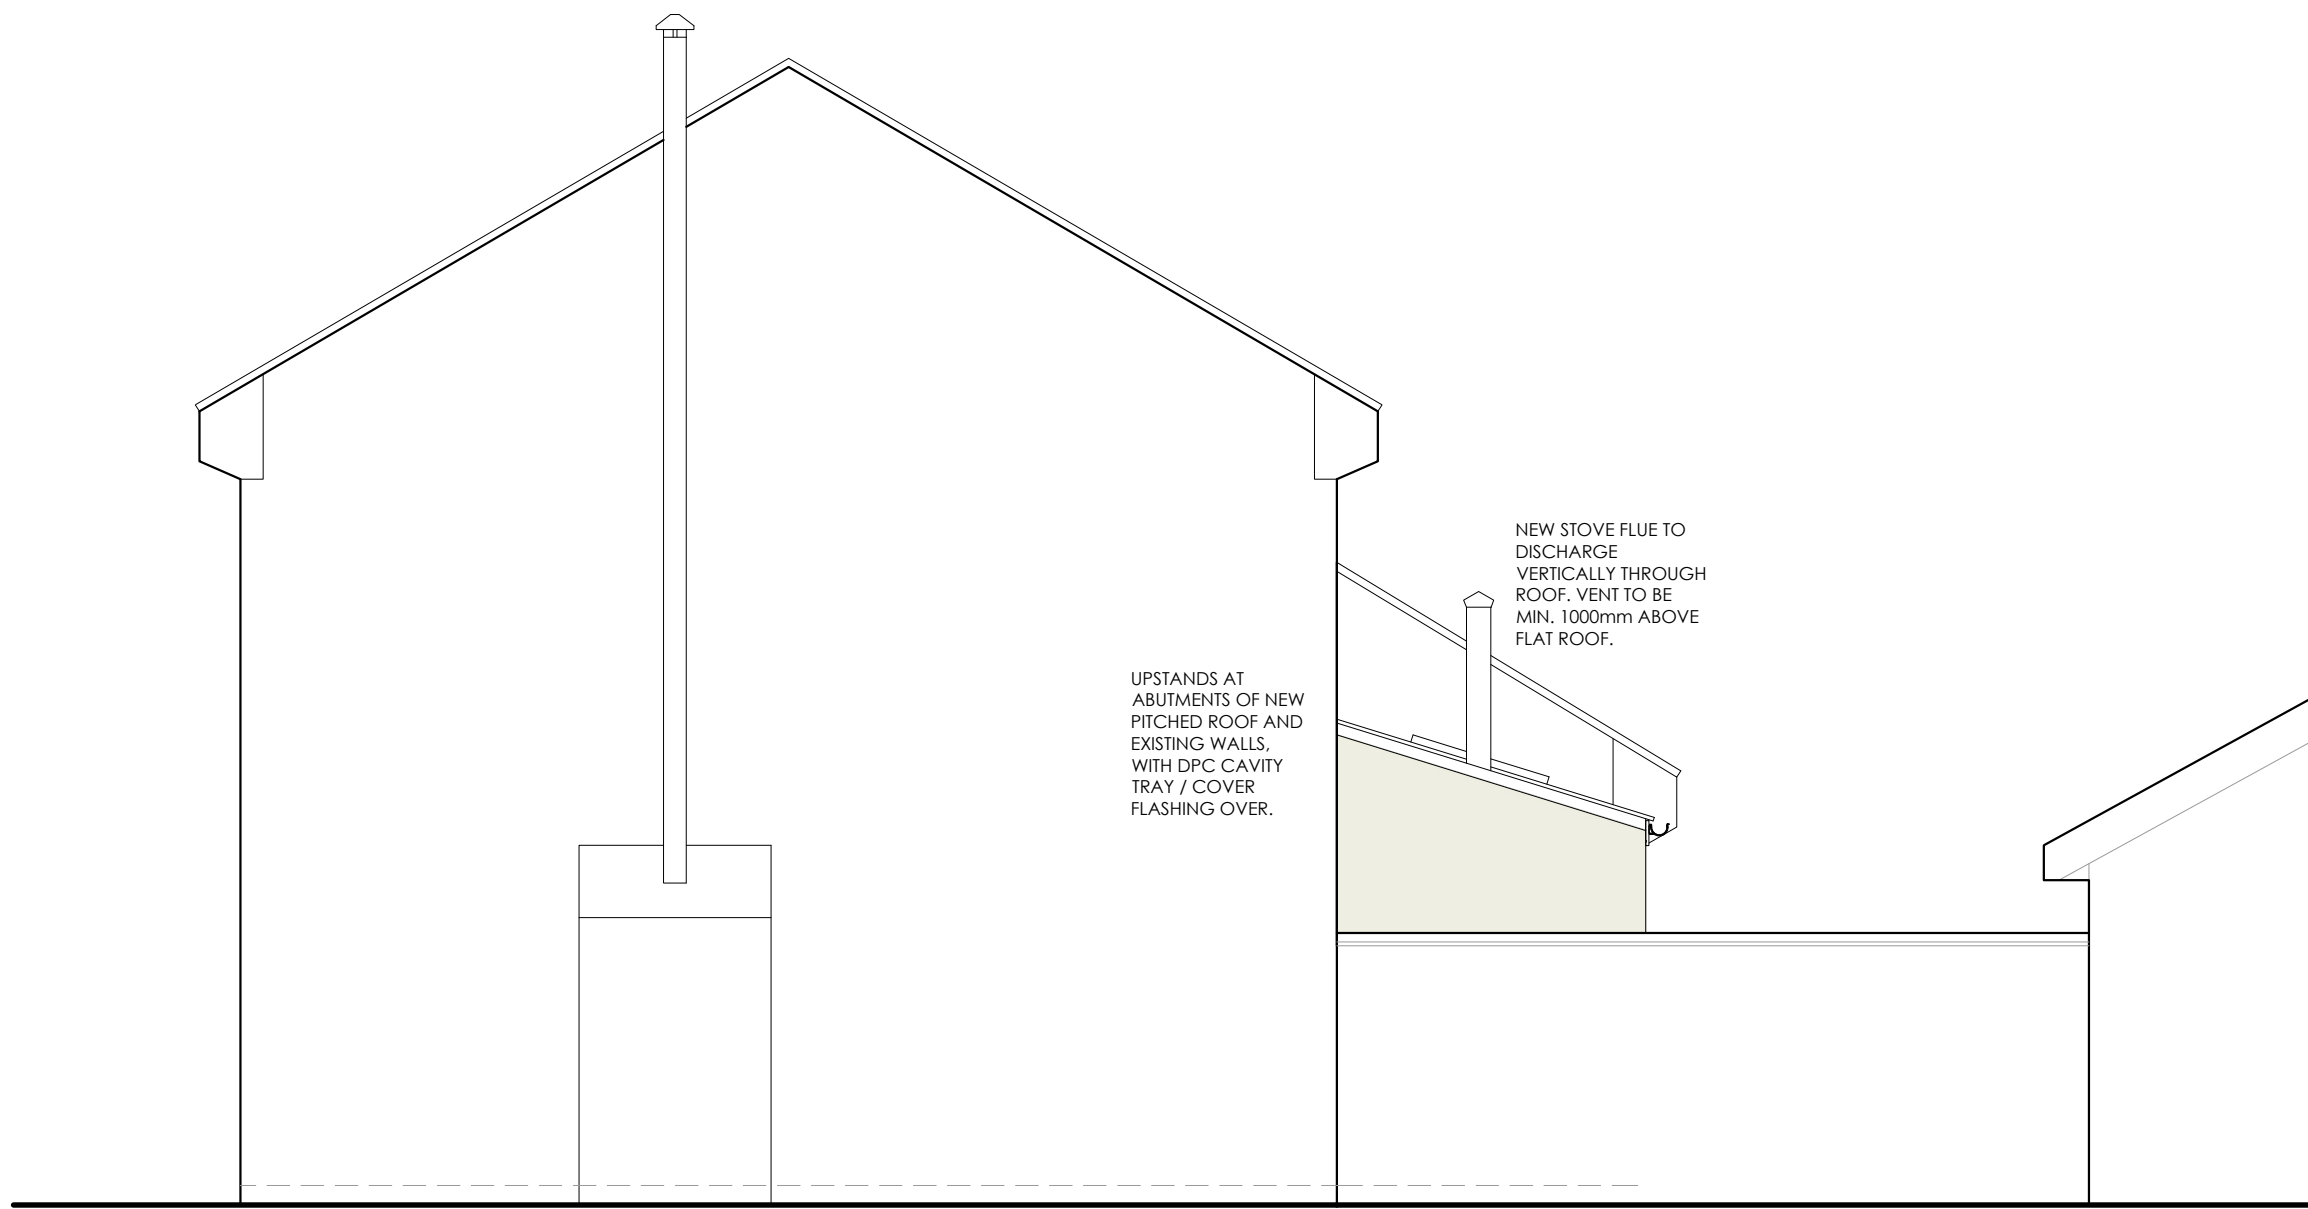 NEW STOVE FLUE TO
DISCHARGE
VERTICALLY THROUGH
ROOF. VENT TO BE
MIN. 1000mm ABOVE
FLAT ROOF.
UPSTANDS AT
ABUTMENTS OF NEW
PITCHED ROOF AND
EXISTING WALLS,
WITH DPC CAVITY
TRAY / COVER
FLASHING OVER.